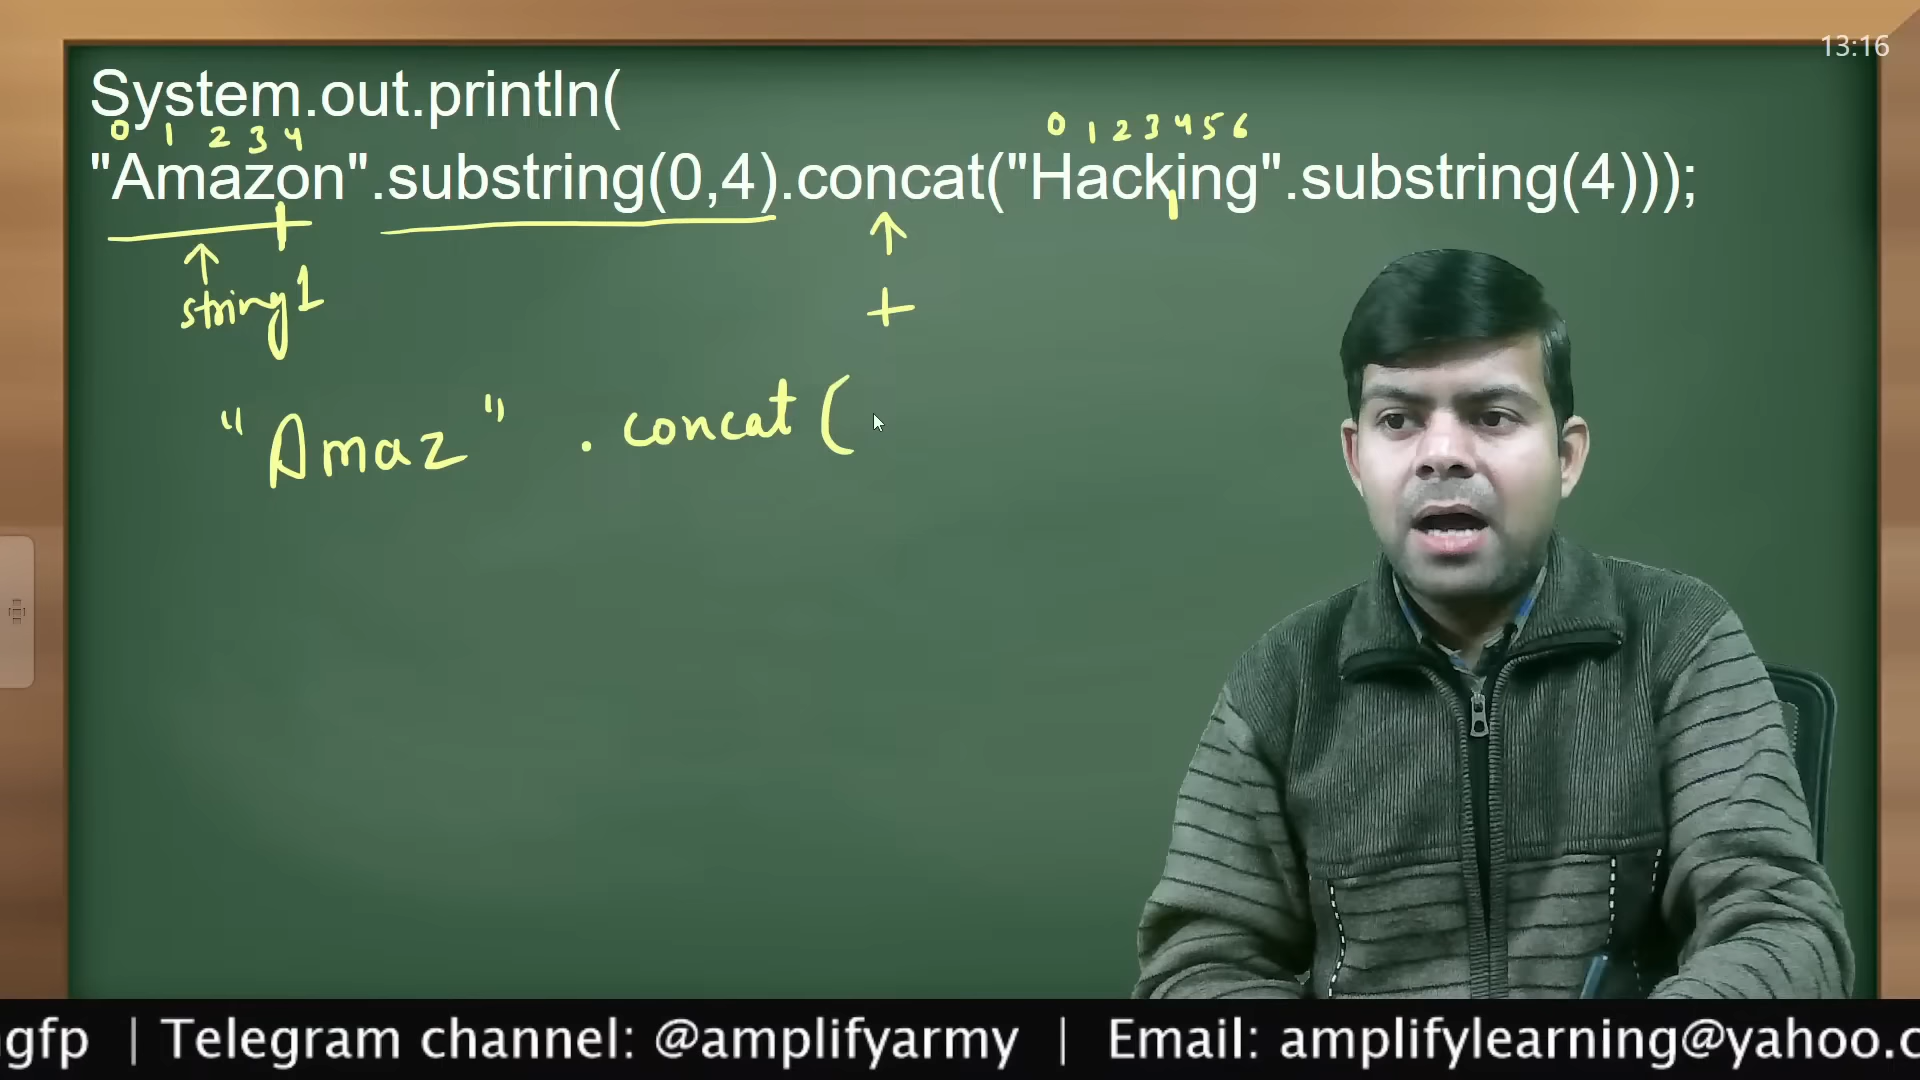 13:16
System.out.println(
0 1 2 3 4 0 1 2 3 4 5 6
"Amazon".substring(0,4).concat("Hacking".substring(4)));
string1
+
"Amaz" .concat(
gfp | Telegram channel: @amplifyarmy | Email: amplifylearning@yahoo.c